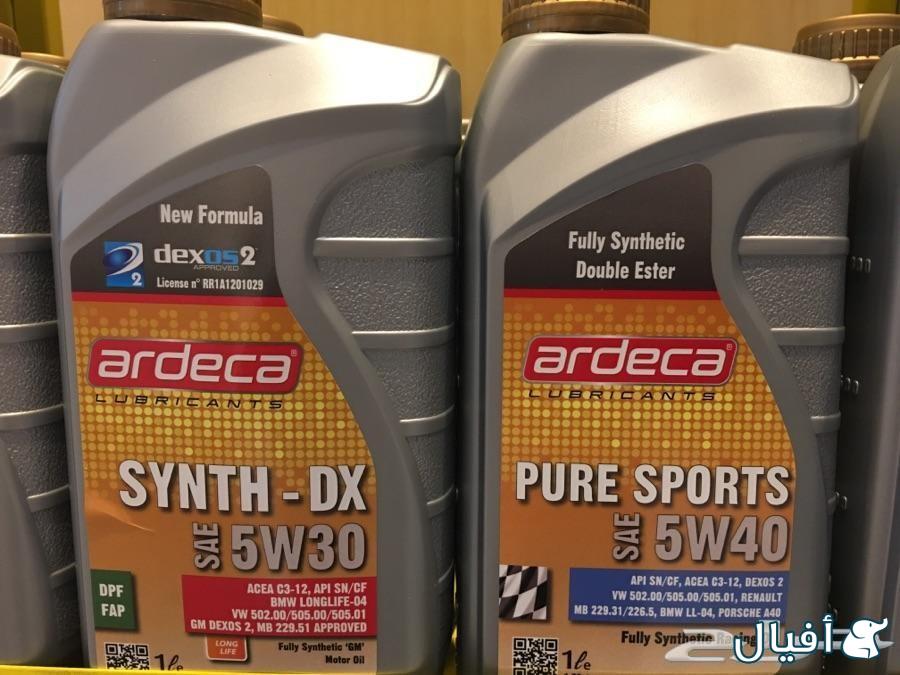 New Formula
dexos2™
APPROVED
2
License n° RR1A1201029
ardeca®
LUBRICANTS
SYNTH - DX
SAE 5W30
DPF
FAP
ACEA C3-12, API SN/CF
BMW LONGLIFE-04
VW 502.00/505.00/505.01
GM DEXOS 2, MB 229.51 APPROVED
LONG
LIFE
Fully Synthetic 'GM'
Motor Oil
1ℓe
Fully Synthetic
Double Ester
ardeca®
LUBRICANTS
PURE SPORTS
SAE 5W40
API SN/CF, ACEA C3-12, DEXOS 2
VW 502.00/505.00/505.01, RENAULT
MB 229.31/226.5, BMW LL-04, PORSCHE A40
Fully Synthetic Racing
1ℓe
أفيال